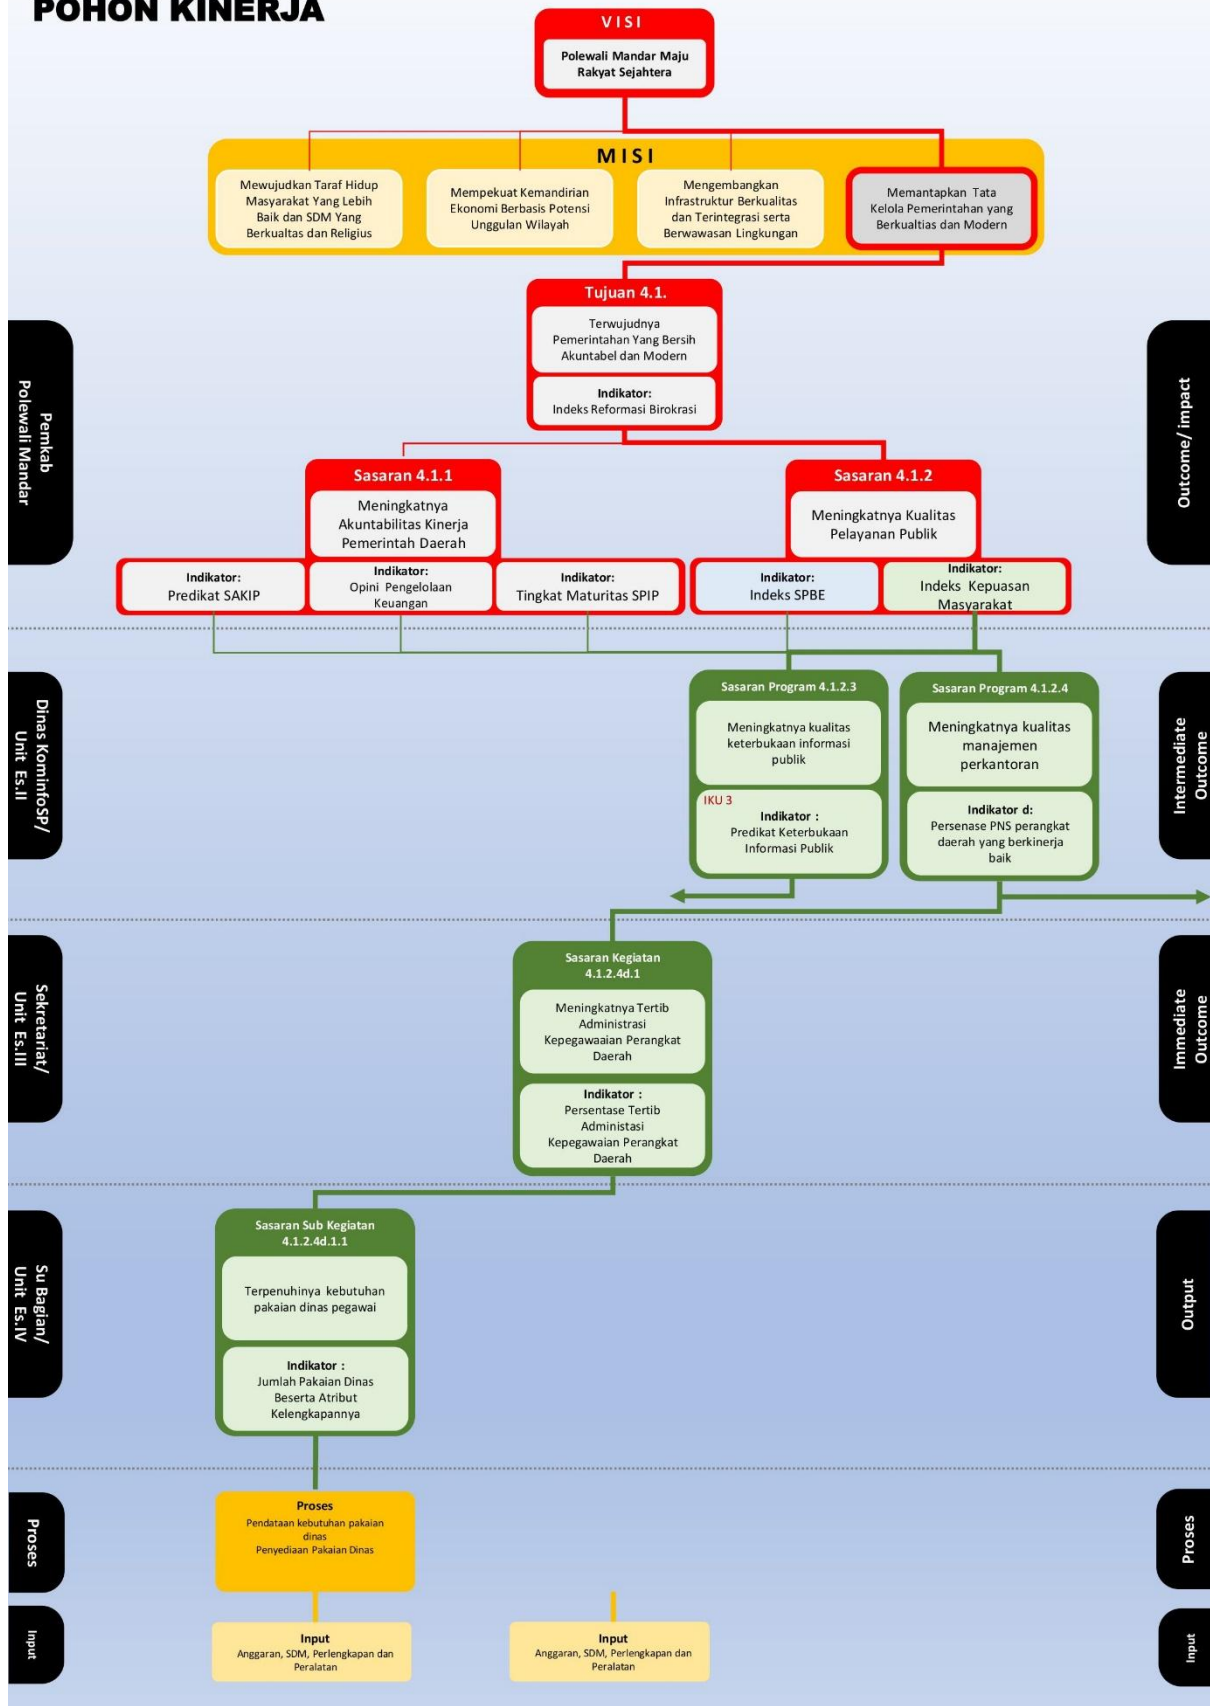 POHON KINERJA
VISI
Polewali Mandar Maju
Rakyat Sejahtera
MISI
Mewujudkan Taraf Hidup
Masyarakat Yang Lebih
Baik dan SDM Yang
Berkualtas dan Religius
Mempekuat Kemandirian
Ekonomi Berbasis Potensi
Unggulan Wilayah
Mengembangkan
Infrastruktur Berkualitas
dan Terintegrasi serta
Berwawasan Lingkungan
Memantapkan Tata
Kelola Pemerintahan yang
Berkualtias dan Modern
Tujuan 4.1.
Terwujudnya
Pemerintahan Yang Bersih
Akuntabel dan Modern
Indikator:
Indeks Reformasi Birokrasi
Pemkab
Polewali Mandar
Outcome/ impact
Sasaran 4.1.1
Meningkatnya
Akuntabilitas Kinerja
Pemerintah Daerah
Indikator:
Predikat SAKIP
Indikator:
Opini Pengelolaan
Keuangan
Indikator:
Tingkat Maturitas SPIP
Sasaran 4.1.2
Meningkatnya Kualitas
Pelayanan Publik
Indikator:
Indeks SPBE
Indikator:
Indeks Kepuasan
Masyarakat
Dinas KominfoSP/
Unit Es.II
Intermediate
Outcome
Sasaran Program 4.1.2.3
Meningkatnya kualitas
keterbukaan informasi
publik
IKU 3
Indikator :
Predikat Keterbukaan
Informasi Publik
Sasaran Program 4.1.2.4
Meningkatnya kualitas
manajemen
perkantoran
Indikator d:
Persenase PNS perangkat
daerah yang berkinerja
baik
Sekretariat/
Unit Es.III
Immediate
Outcome
Sasaran Kegiatan
4.1.2.4d.1
Meningkatnya Tertib
Administrasi
Kepegawaaian Perangkat
Daerah
Indikator :
Persentase Tertib
Administasi
Kepegawaian Perangkat
Daerah
Su Bagian/
Unit Es.IV
Output
Sasaran Sub Kegiatan
4.1.2.4d.1.1
Terpenuhinya kebutuhan
pakaian dinas pegawai
Indikator :
Jumlah Pakaian Dinas
Beserta Atribut
Kelengkapannya
Proses
Proses
Proses
Pendataan kebutuhan pakaian
dinas
Penyediaan Pakaian Dinas
Input
Input
Input
Anggaran, SDM, Perlengkapan dan
Peralatan
Input
Anggaran, SDM, Perlengkapan dan
Peralatan